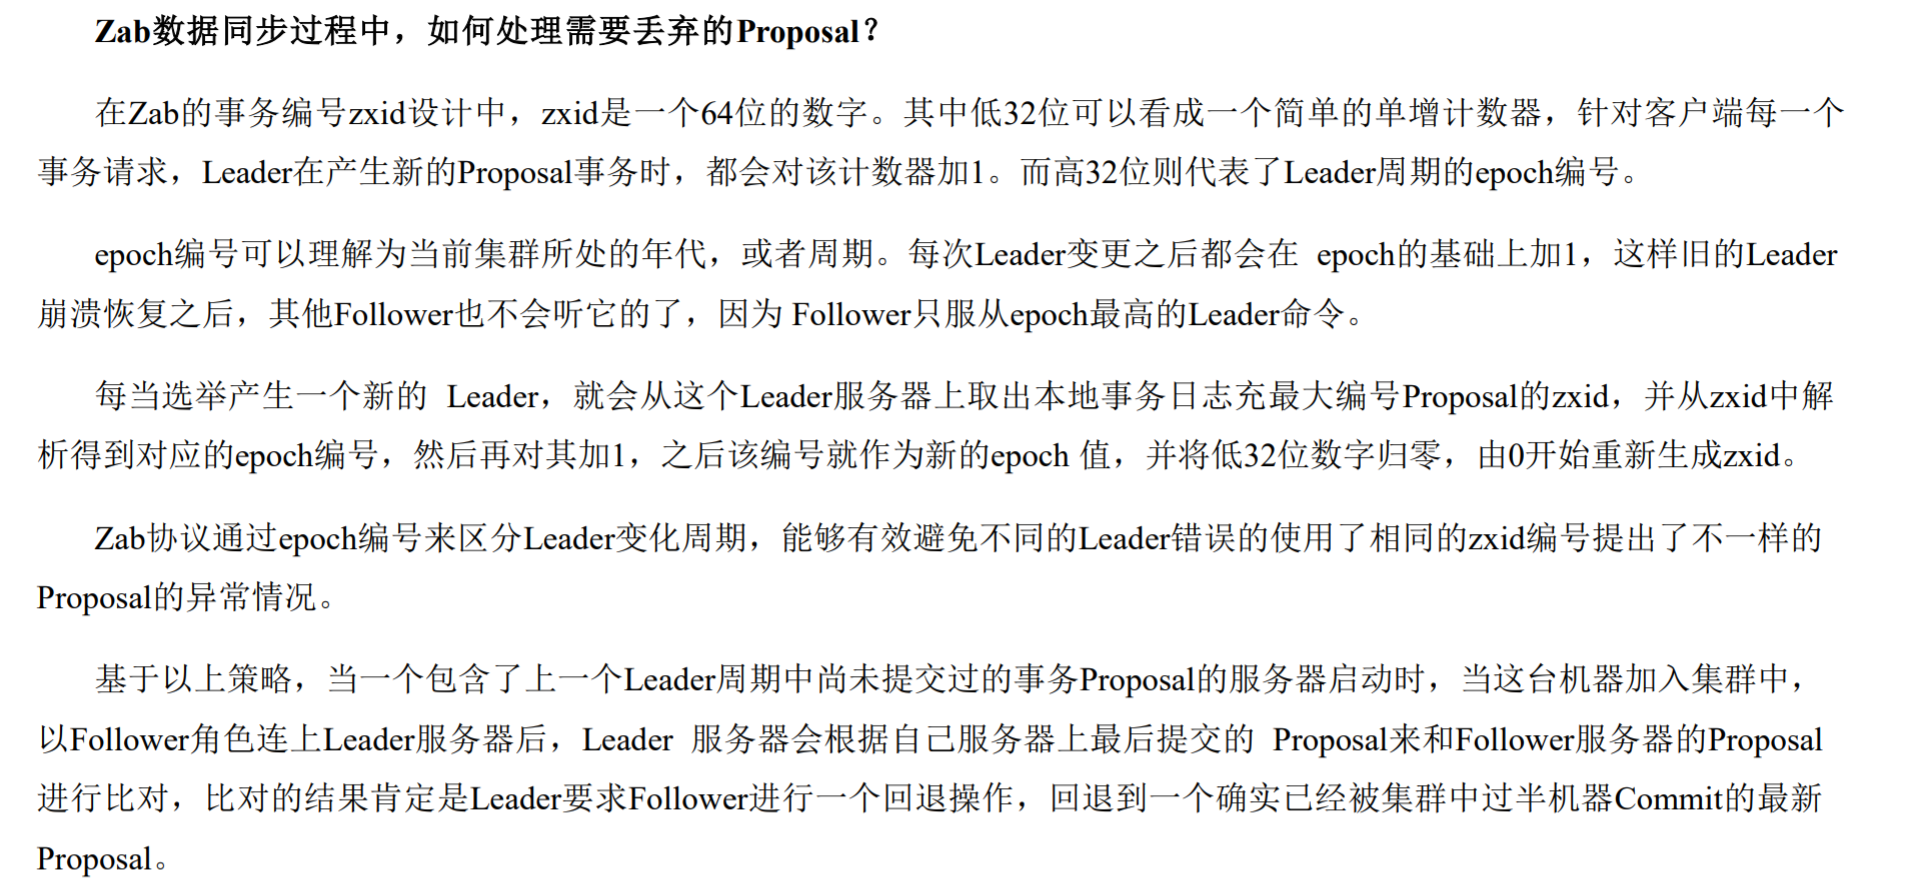 Zab数据同步过程中，如何处理需要丢弃的Proposal？
在Zab的事务编号zxid设计中，zxid是一个64位的数字。其中低32位可以看成一个简单的单增计数器，针对客户端每一个
事务请求，Leader在产生新的Proposal事务时，都会对该计数器加1。而高32位则代表了Leader周期的epoch编号。
epoch编号可以理解为当前集群所处的年代，或者周期。每次Leader变更之后都会在 epoch的基础上加1，这样旧的Leader
崩溃恢复之后，其他Follower也不会听它的了，因为 Follower只服从epoch最高的Leader命令。
每当选举产生一个新的 Leader，就会从这个Leader服务器上取出本地事务日志充最大编号Proposal的zxid，并从zxid中解
析得到对应的epoch编号，然后再对其加1，之后该编号就作为新的epoch 值，并将低32位数字归零，由0开始重新生成zxid。
Zab协议通过epoch编号来区分Leader变化周期，能够有效避免不同的Leader错误的使用了相同的zxid编号提出了不一样的
Proposal的异常情况。
基于以上策略，当一个包含了上一个Leader周期中尚未提交过的事务Proposal的服务器启动时，当这台机器加入集群中，
以Follower角色连上Leader服务器后，Leader 服务器会根据自己服务器上最后提交的 Proposal来和Follower服务器的Proposal
进行比对，比对的结果肯定是Leader要求Follower进行一个回退操作，回退到一个确实已经被集群中过半机器Commit的最新
Proposal。